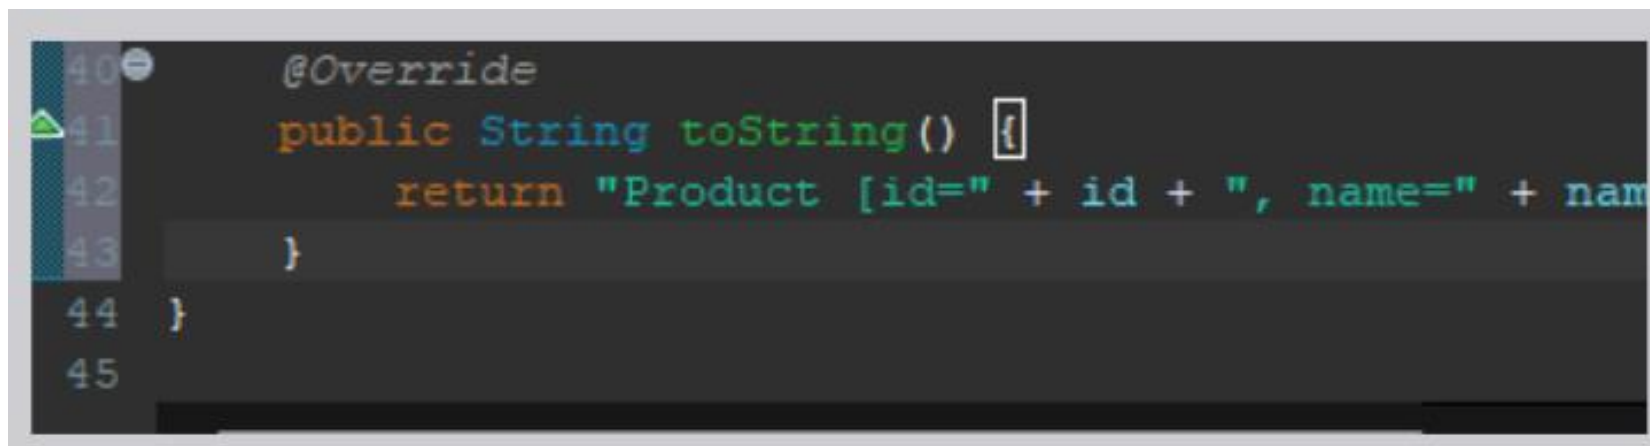 40 @Override
41 public String toString() {
42 return "Product [id=" + id + ", name=" + nam
43 }
44 }
45